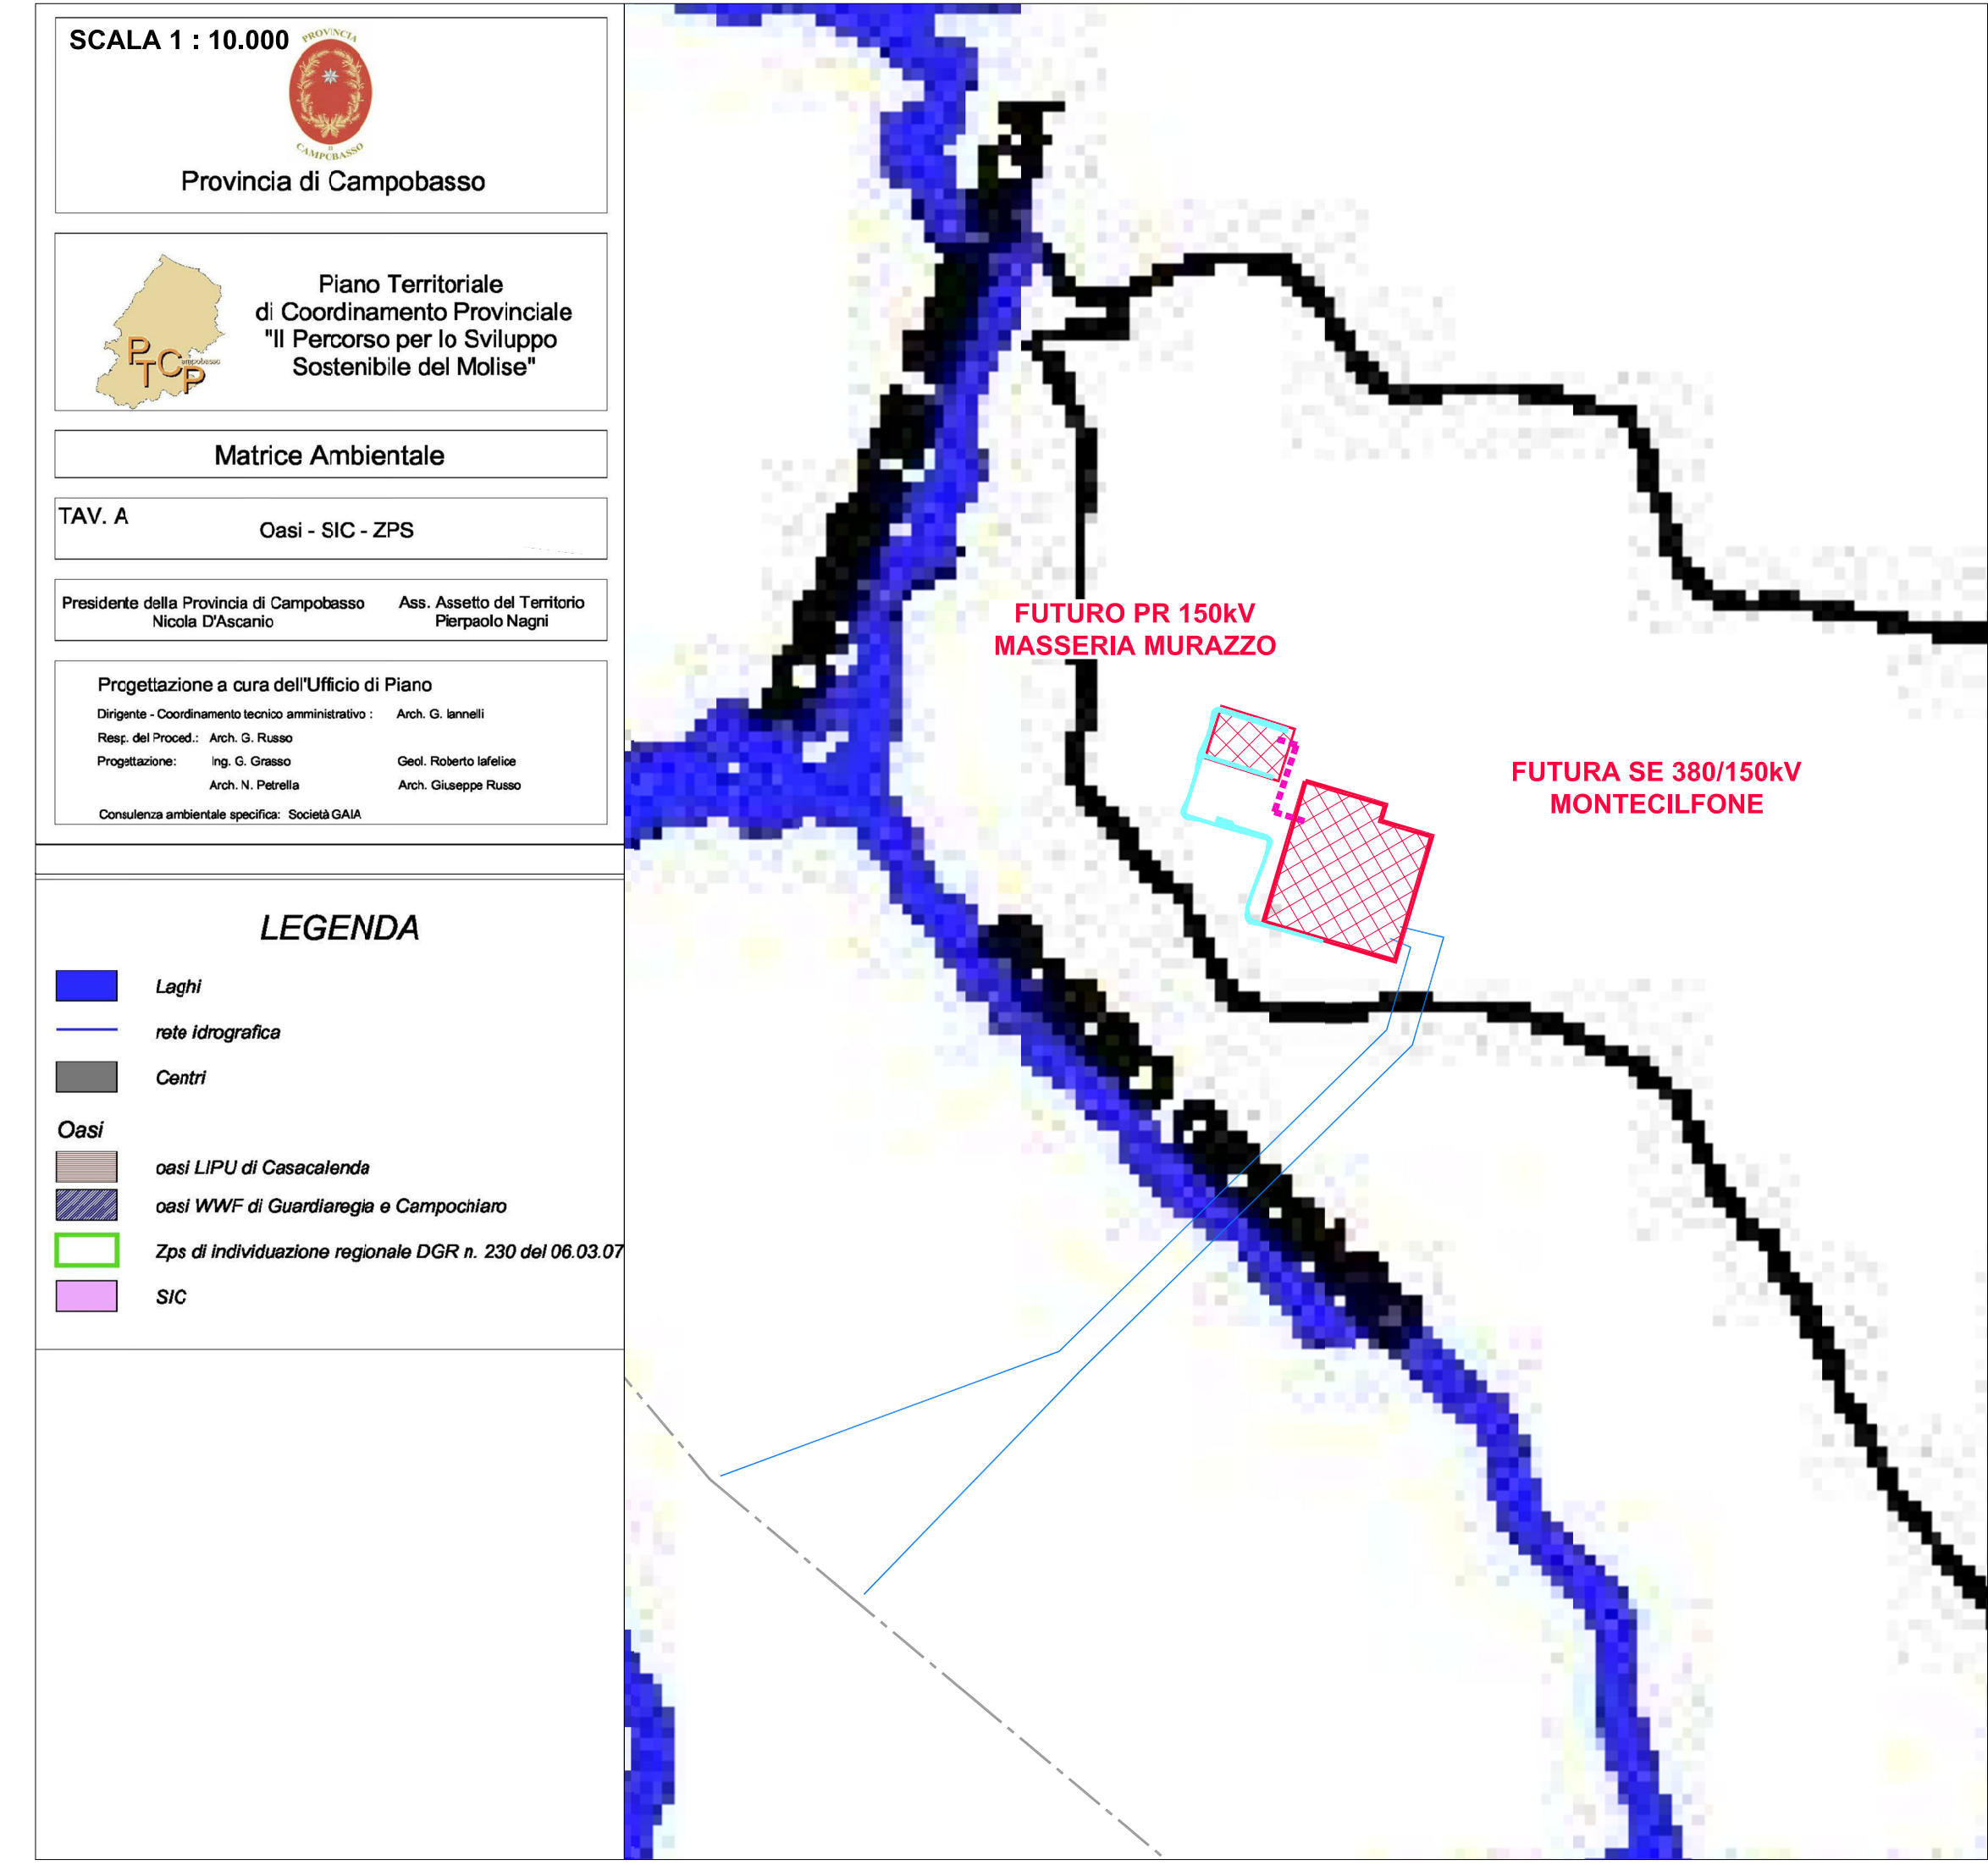 SCALA 1 : 10.000
PROVINCIA
DI
CAMPOBASSO
Provincia di Campobasso
PTCP
ampobasso
Piano Territoriale
di Coordinamento Provinciale
"Il Percorso per lo Sviluppo
Sostenibile del Molise"
Matrice Ambientale
TAV. A
Oasi - SIC - ZPS
Presidente della Provincia di Campobasso
Nicola D'Ascanio
Ass. Assetto del Territorio
Pierpaolo Nagni
Progettazione a cura dell'Ufficio di Piano
Dirigente - Coordinamento tecnico amministrativo : Arch. G. Iannelli
Resp. del Proced.: Arch. G. Russo
Progettazione: Ing. G. Grasso Geol. Roberto Iafelice
Arch. N. Petrella Arch. Giuseppe Russo
Consulenza ambientale specifica: Società GAIA
LEGENDA
Laghi
rete idrografica
Centri
Oasi
oasi LIPU di Casacalenda
oasi WWF di Guardiaregia e Campochiaro
Zps di individuazione regionale DGR n. 230 del 06.03.07
SIC
FUTURO PR 150kV
MASSERIA MURAZZO
FUTURA SE 380/150kV
MONTECILFONE